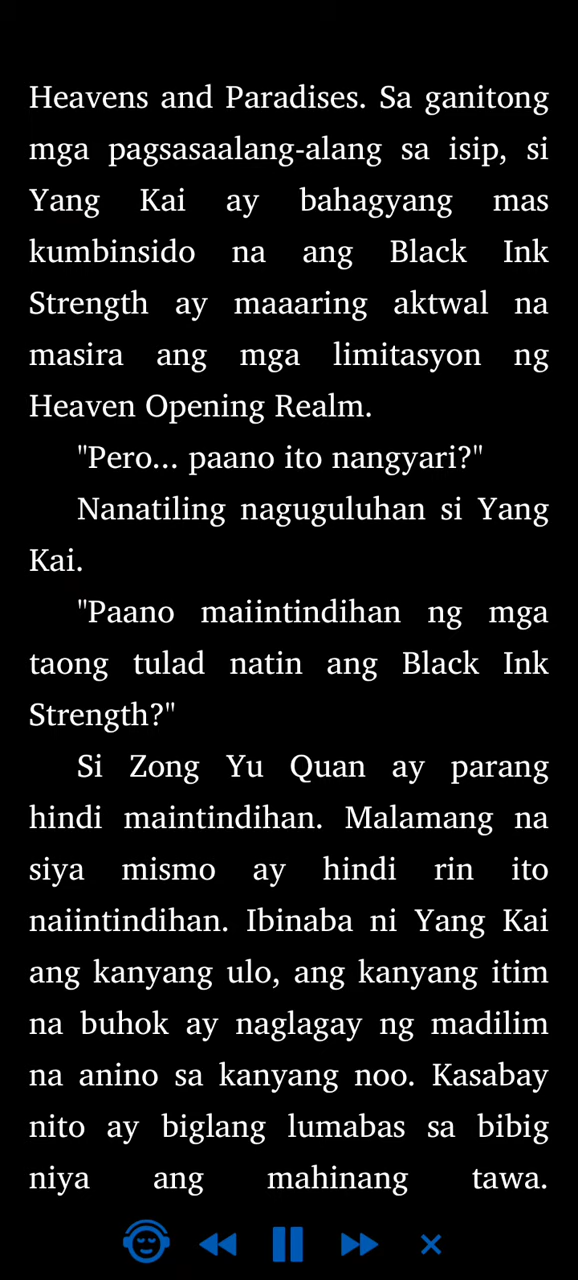 Heavens and Paradises. Sa ganitong
mga pagsasaalang-alang sa isip, si
Yang Kai ay bahagyang mas
kumbinsido na ang Black Ink
Strength ay maaaring aktwal na
masira ang mga limitasyon ng
Heaven Opening Realm.
"Pero... paano ito nangyari?"
Nanatiling naguguluhan si Yang
Kai.
"Paano maiintindihan ng mga
taong tulad natin ang Black Ink
Strength?"
Si Zong Yu Quan ay parang
hindi maintindihan. Malamang na
siya mismo ay hindi rin ito
naiintindihan. Ibinaba ni Yang Kai
ang kanyang ulo, ang kanyang itim
na buhok ay naglagay ng madilim
na anino sa kanyang noo. Kasabay
nito ay biglang lumabas sa bibig
niya ang mahinang tawa.